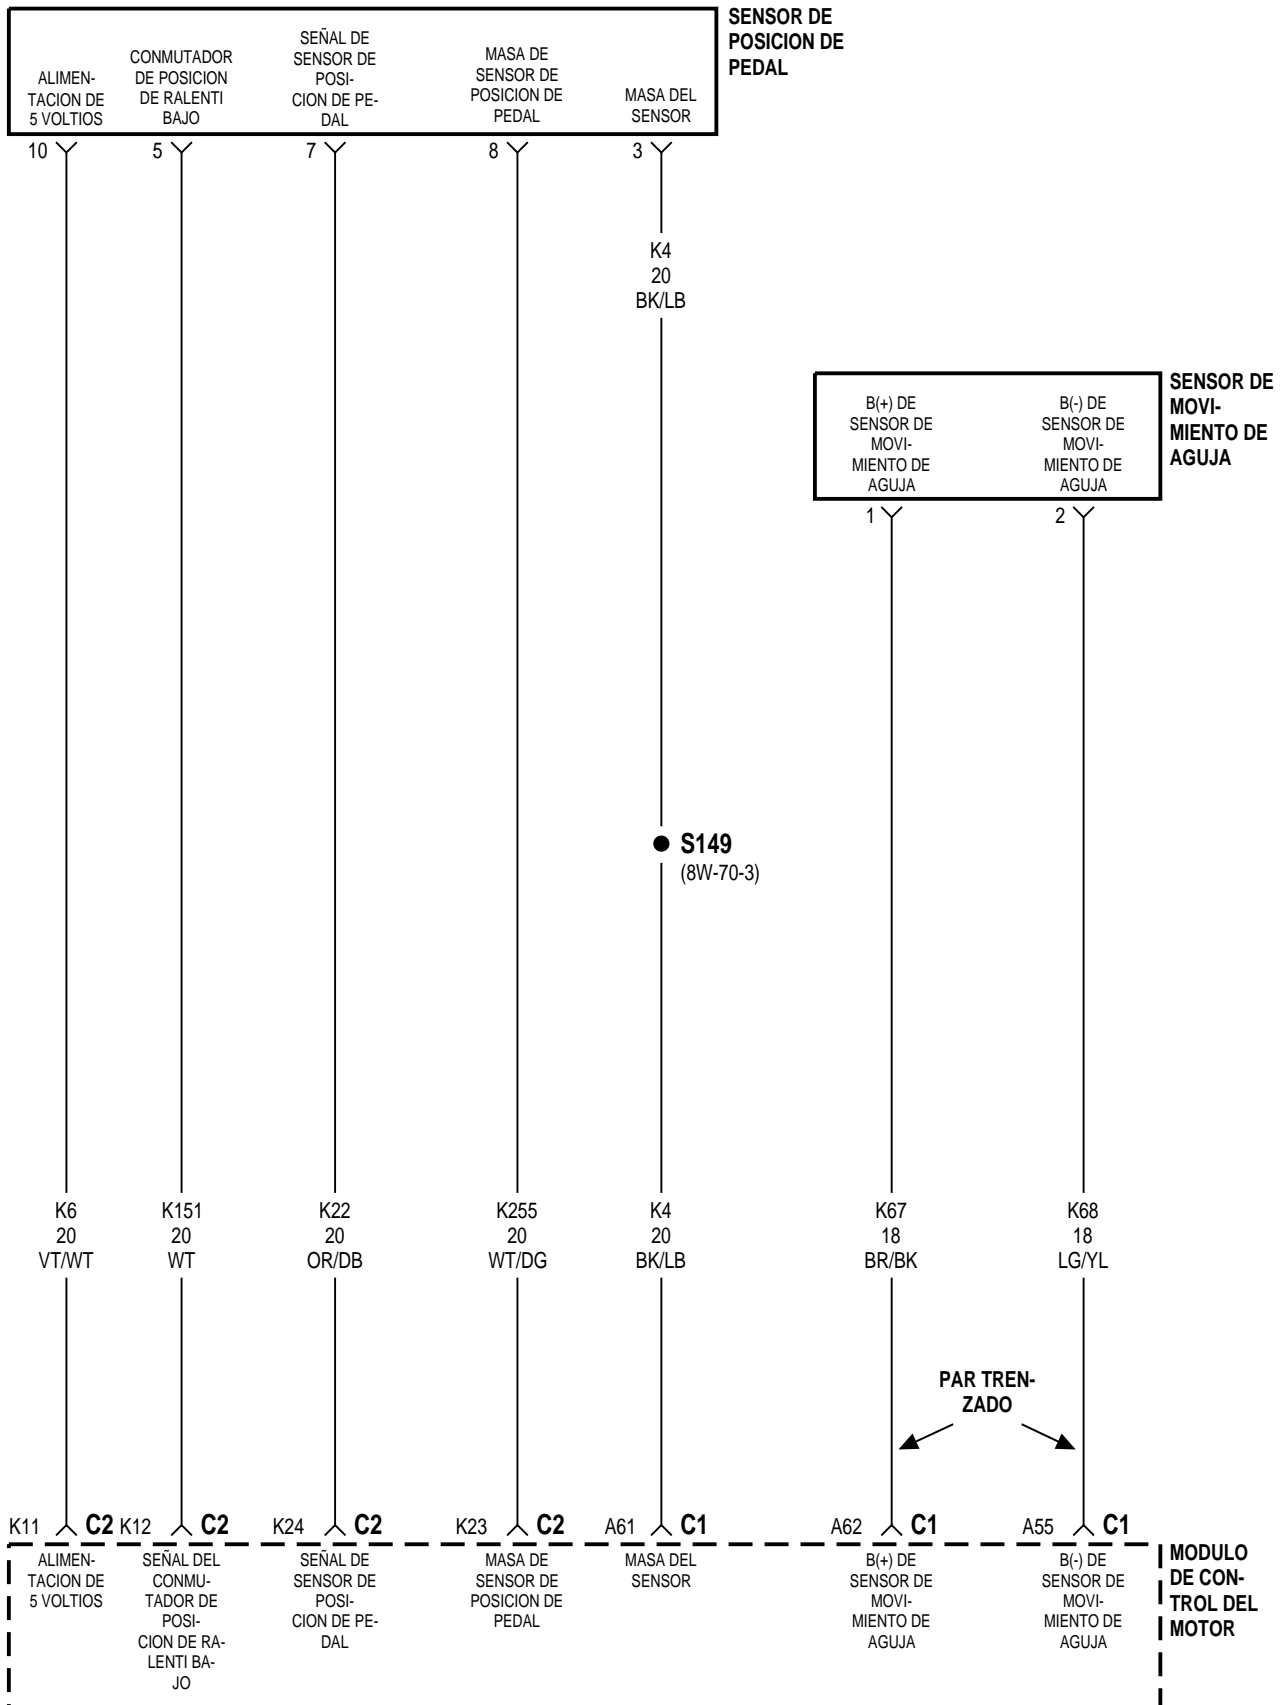 SENSOR DE
POSICION DE
PEDAL
ALIMEN-
TACION DE
5 VOLTIOS
CONMUTADOR
DE POSICION
DE RALENTI
BAJO
SEÑAL DE
SENSOR DE
POSI-
CION DE PE-
DAL
MASA DE
SENSOR DE
POSICION DE
PEDAL
MASA DEL
SENSOR
10
5
7
8
3
K4
20
BK/LB
SENSOR DE
MOVI-
MIENTO DE
AGUJA
B(+) DE
SENSOR DE
MOVI-
MIENTO DE
AGUJA
B(-) DE
SENSOR DE
MOVI-
MIENTO DE
AGUJA
1
2
S149
(8W-70-3)
K6
20
VT/WT
K151
20
WT
K22
20
OR/DB
K255
20
WT/DG
K4
20
BK/LB
K67
18
BR/BK
K68
18
LG/YL
PAR TREN-
ZADO
K11 C2
K12 C2
K24 C2
K23 C2
A61 C1
A62 C1
A55 C1
ALIMEN-
TACION DE
5 VOLTIOS
SEÑAL DEL
CONMU-
TADOR DE
POSI-
CION DE RA-
LENTI BA-
JO
SEÑAL DE
SENSOR DE
POSI-
CION DE PE-
DAL
MASA DE
SENSOR DE
POSICION DE
PEDAL
MASA DEL
SENSOR
B(+) DE
SENSOR DE
MOVI-
MIENTO DE
AGUJA
B(-) DE
SENSOR DE
MOVI-
MIENTO DE
AGUJA
MODULO
DE CON-
TROL DEL
MOTOR